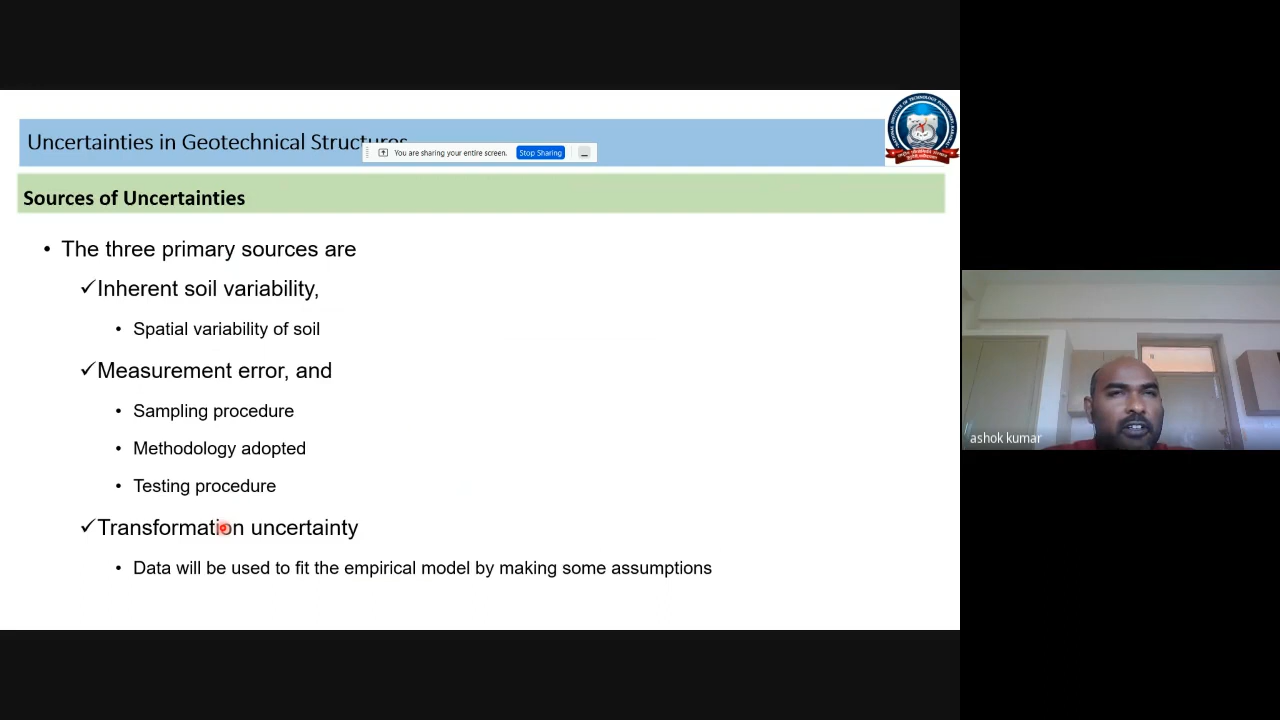 Uncertainties in Geotechnical Structures
You are sharing your entire screen.
Stop Sharing
Sources of Uncertainties
• The three primary sources are
✓Inherent soil variability,
• Spatial variability of soil
✓Measurement error, and
• Sampling procedure
• Methodology adopted
• Testing procedure
✓Transformation uncertainty
• Data will be used to fit the empirical model by making some assumptions
ashok kumar